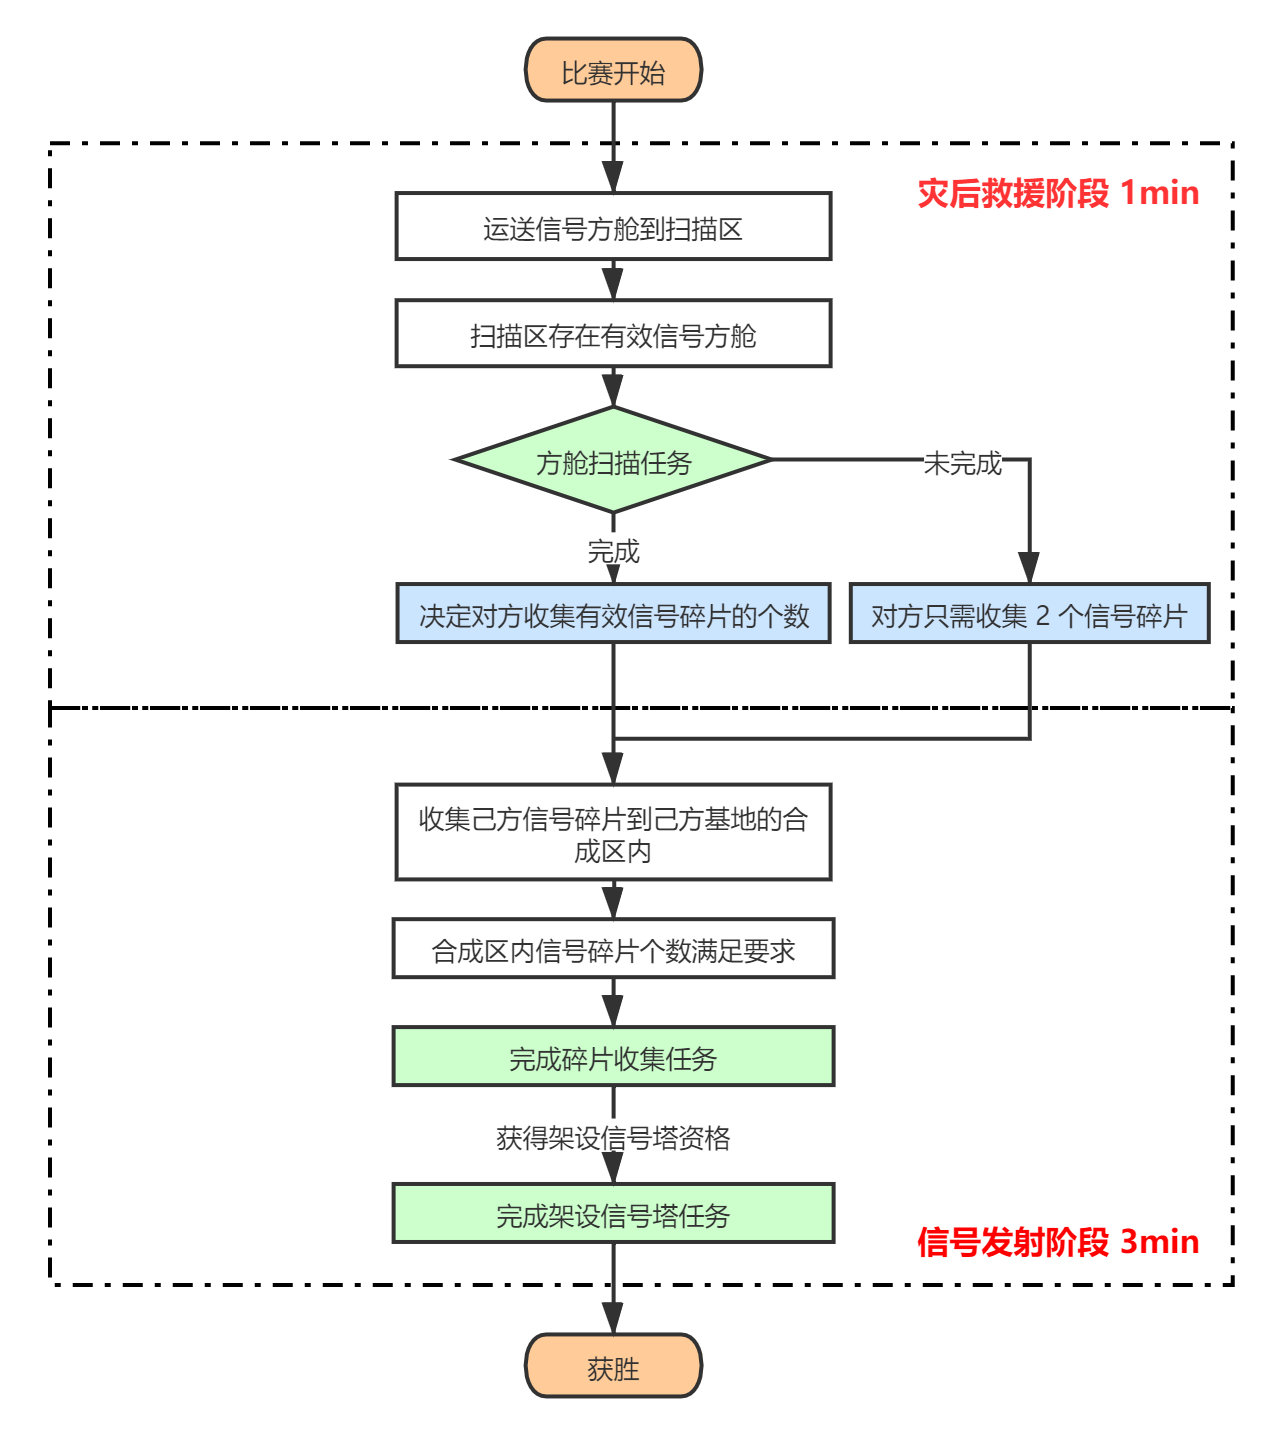 比赛开始
灾后救援阶段 1min
运送信号方舱到扫描区
扫描区存在有效信号方舱
方舱扫描任务
未完成
完成
决定对方收集有效信号碎片的个数
对方只需收集 2 个信号碎片
收集己方信号碎片到己方基地的合
成区内
合成区内信号碎片个数满足要求
完成碎片收集任务
获得架设信号塔资格
完成架设信号塔任务
信号发射阶段 3min
获胜